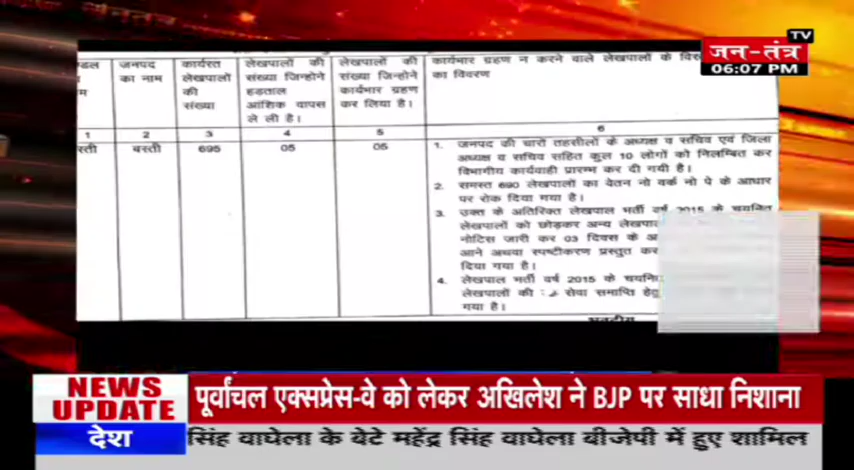 TV
जन-तंत्र
06:07 PM
जनपद का नाम
कार्यरत लेखपालों की संख्या
लेखपालों की संख्या जिन्होने हड़ताल आंशिक वापस ले ली है।
लेखपालों की संख्या जिन्होने कार्यभार ग्रहण कर लिया है।
कार्यभार ग्रहण न करने वाले लेखपालों के
का विवरण
1 2 3 4 5 6
बस्ती 695 05 05
1. जनपद की चारों तहसीलों के अध्यक्ष व सचिव एवं जिला
अध्यक्ष व सचिव सहित कुल 10 लोगों को निलम्बित कर
विभागीय कार्यवाही प्रारम्भ कर दी गयी है।
2. समस्त 690 लेखपालों का वेतन नो वर्क नो पे के आधार
पर रोक दिया गया है।
3. उक्त के अतिरिक्त लेखपाल भर्ती वर्ष 2015 के चयनित
लेखपालों को छोड़कर अन्य
नोटिस जारी कर 03 दिवस के
आने अथवा स्पष्टीकरण प्रस्तुत
दिया गया है।
4. लेखपाल भर्ती वर्ष 2015 के
लेखपालों की सेवा समाप्ति
गया है।
NEWS
UPDATE
पूर्वांचल एक्सप्रेस-वे को लेकर अखिलेश ने BJP पर साधा निशाना
देश
सिंह वाघेला के बेटे महेंद्र सिंह वाघेला बीजेपी में हुए शामिल